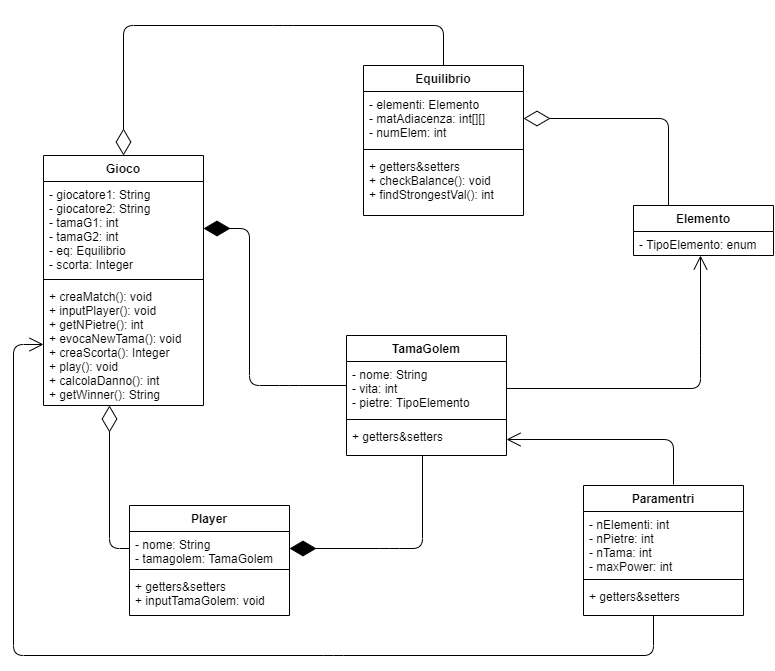 Equilibrio
- elementi: Elemento
- matAdiacenza: int[][]
- numElem: int
+ getters&setters
+ checkBalance(): void
+ findStrongestVal(): int
Gioco
- giocatore1: String
- giocatore2: String
- tamaG1: int
- tamaG2: int
- eq: Equilibrio
- scorta: Integer
+ creaMatch(): void
+ inputPlayer(): void
+ getNPietre(): int
+ evocaNewTama(): void
+ creaScorta(): Integer
+ play(): void
+ calcolaDanno(): int
+ getWinner(): String
Elemento
- TipoElemento: enum
TamaGolem
- nome: String
- vita: int
- pietre: TipoElemento
+ getters&setters
Player
- nome: String
- tamagolem: TamaGolem
+ getters&setters
+ inputTamaGolem: void
Paramentri
- nElementi: int
- nPietre: int
- nTama: int
- maxPower: int
+ getters&setters